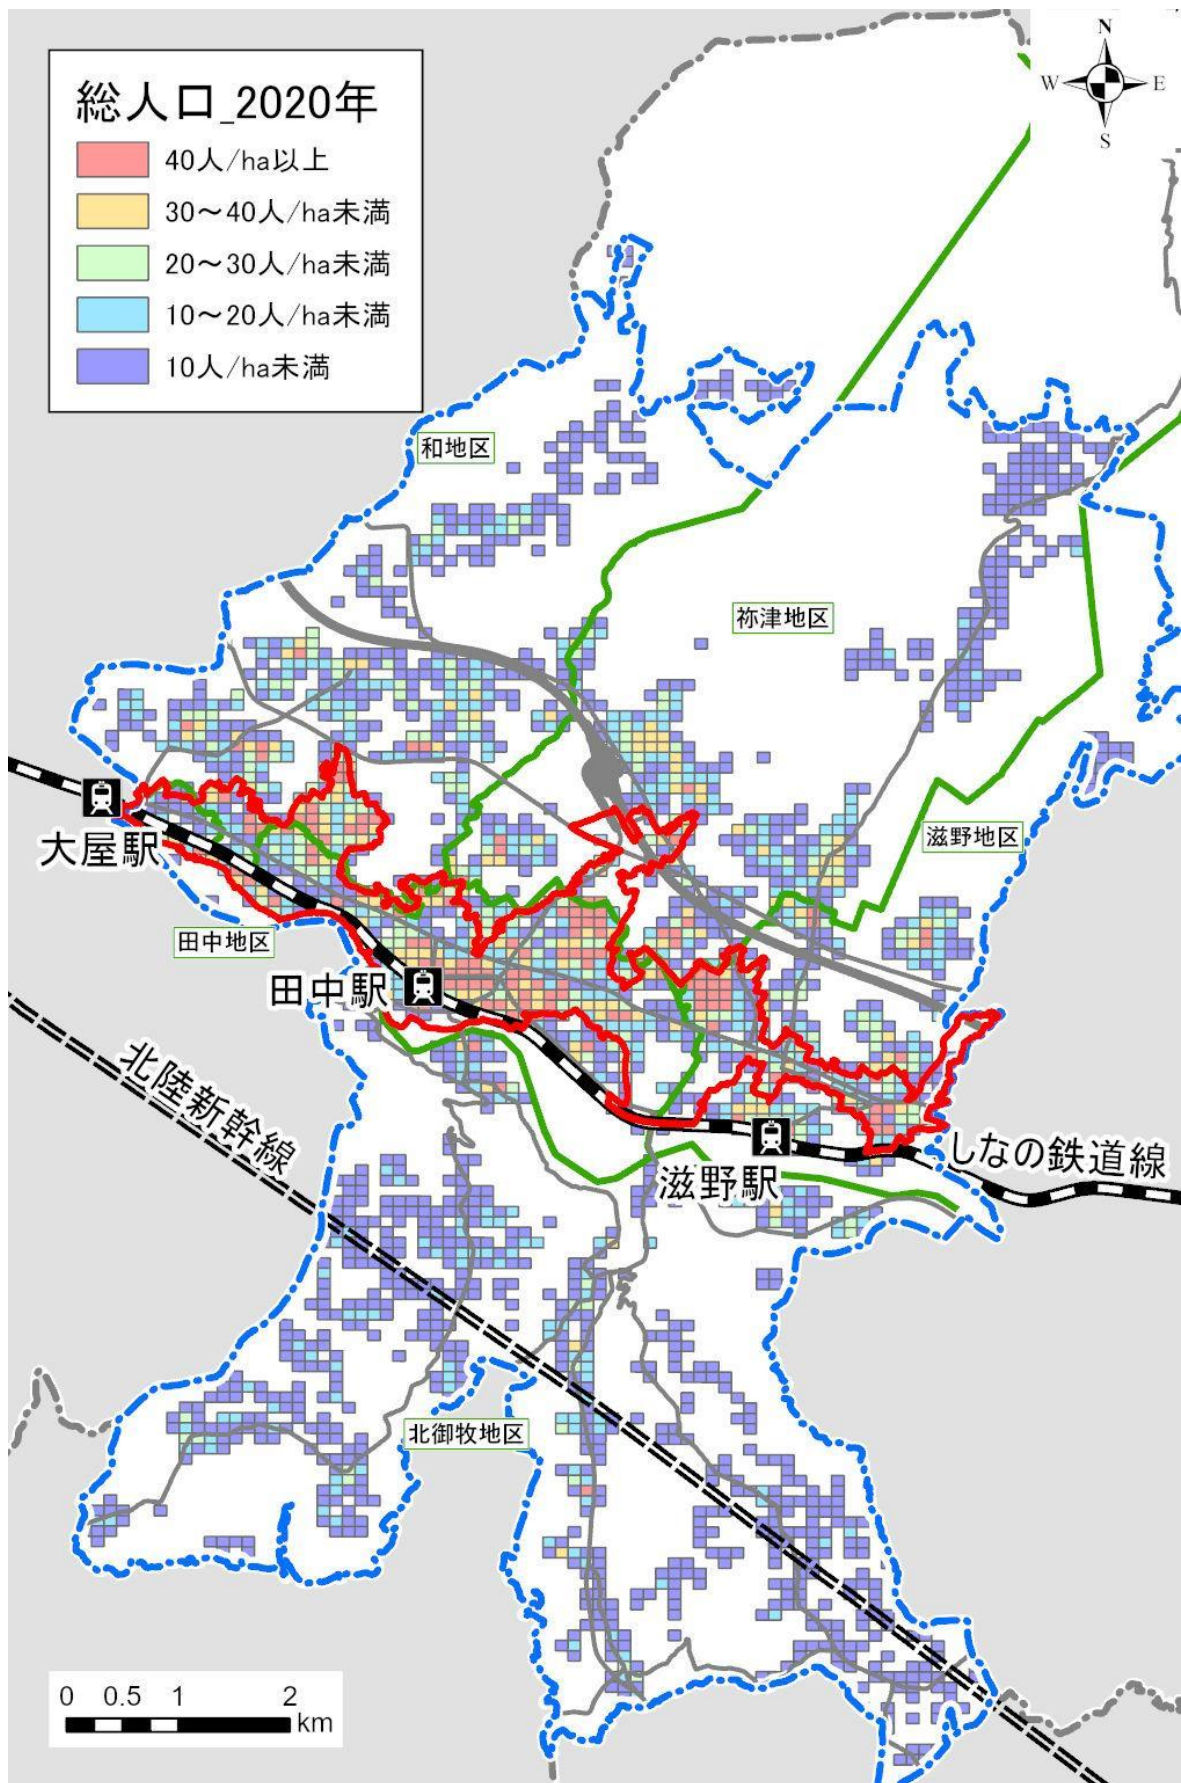 総人口_2020年
40人/ha以上
30～40人/ha未満
20～30人/ha未満
10～20人/ha未満
10人/ha未満
N
W E
S
和地区
祢津地区
滋野地区
大屋駅
田中地区
田中駅
北陸新幹線
しなの鉄道線
滋野駅
北御牧地区
0 0.5 1 2
km